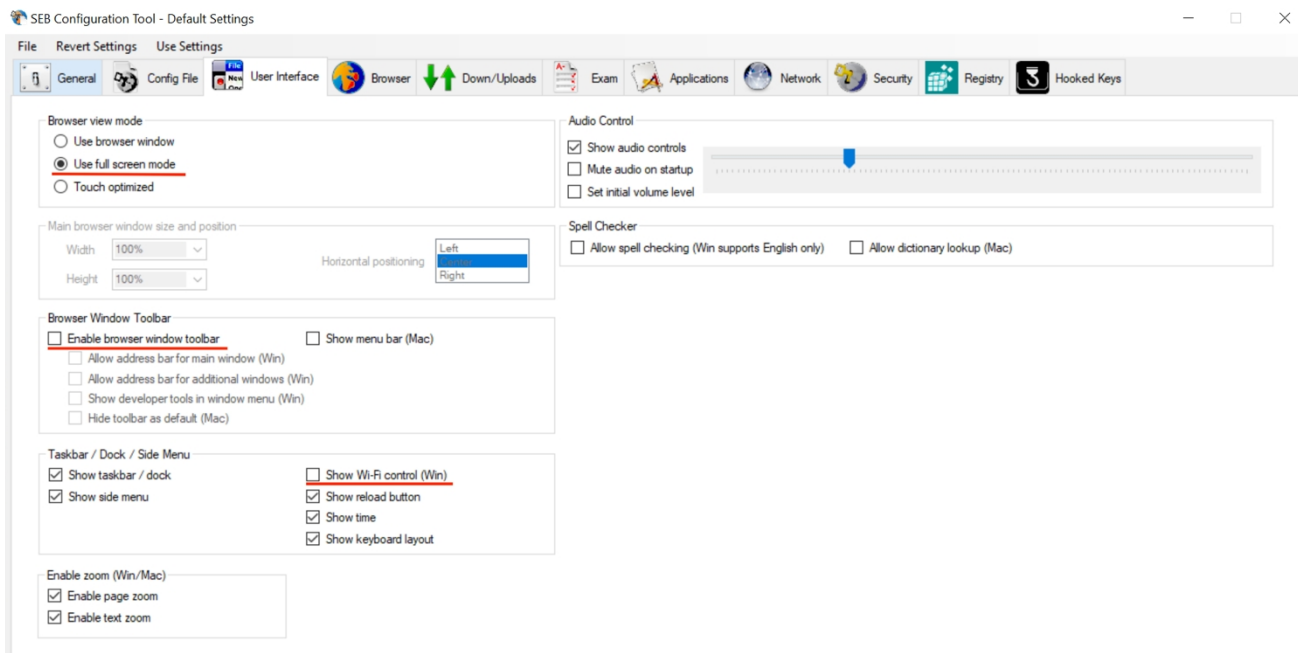 SEB Configuration Tool - Default Settings
File Revert Settings Use Settings
General Config File User Interface Browser Down/Uploads Exam Applications Network Security Registry Hooked Keys
Browser view mode
Use browser window
Use full screen mode
Touch optimized
Audio Control
Show audio controls
Mute audio on startup
Set initial volume level
Main browser window size and position
Width 100%
Height 100%
Horizontal positioning
Left
Center
Right
Spell Checker
Allow spell checking (Win supports English only) Allow dictionary lookup (Mac)
Browser Window Toolbar
Enable browser window toolbar Show menu bar (Mac)
Allow address bar for main window (Win)
Allow address bar for additional windows (Win)
Show developer tools in window menu (Win)
Hide toolbar as default (Mac)
Taskbar / Dock / Side Menu
Show taskbar / dock Show Wi-Fi control (Win)
Show side menu Show reload button
Show time
Show keyboard layout
Enable zoom (Win/Mac)
Enable page zoom
Enable text zoom